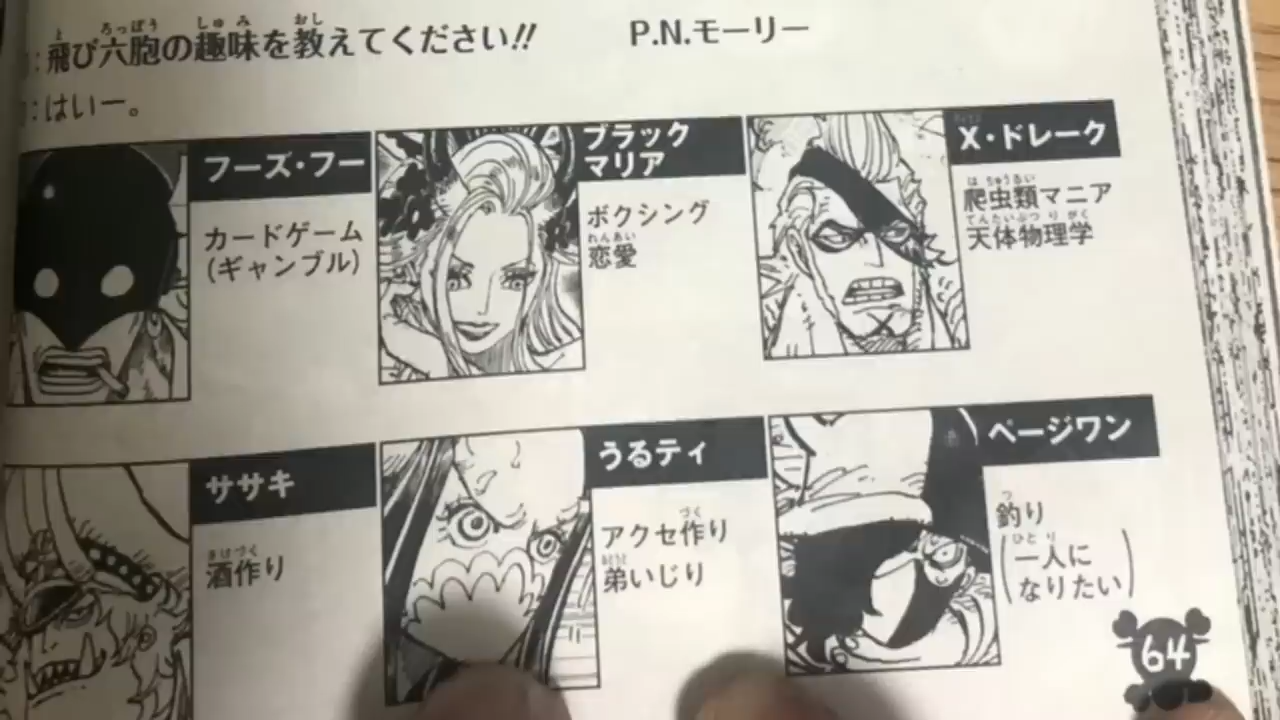 :飛び六胞の趣味を教えてください!! P.N.モーリー
:はいー。
フーズ・フー
カードゲーム
(ギャンブル)
ブラック
マリア
ボクシング
恋愛
X・ドレーク
爬虫類マニア
天体物理学
ササキ
酒作り
うるティ
アクセ作り
弟いじり
ページワン
釣り
(一人に
なりたい)
64